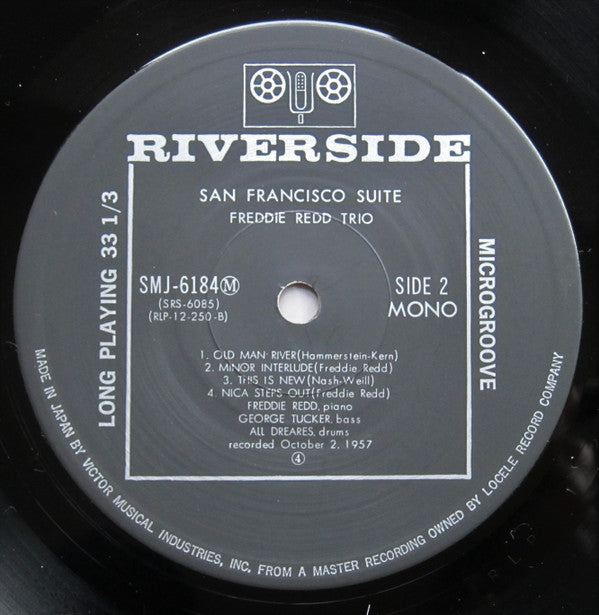 RIVERSIDE
SAN FRANCISCO SUITE
FREDDIE REDD TRIO
SMJ-6184Ⓜ
(SRS-6085)
(RLP-12-250-B)
SIDE 2
MONO
LONG PLAYING 33 1/3
MICROGROOVE
1. OLD MAN RIVER(Hammerstein-Kern)
2. MINOR INTERLUDE(Freddie Redd)
3. THIS IS NEW(Nash-Weill)
4. NICA STEPS OUT(Freddie Redd)
FREDDIE REDD, piano
GEORGE TUCKER, bass
ALL DREARES, drums
recorded October 2, 1957
④
MADE IN JAPAN BY VICTOR MUSICAL INDUSTRIES, INC. FROM A MASTER RECORDING OWNED BY LOCELE RECORD COMPANY